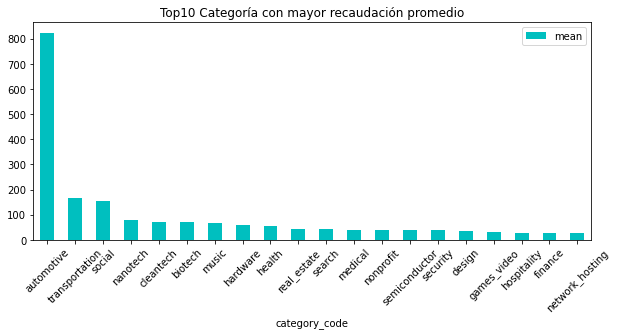 Top10 Categoría con mayor recaudación promedio
mean
800
700
600
500
400
300
200
100
0
automotive
transportation
social
nanotech
cleantech
biotech
music
hardware
health
real_estate
search
medical
nonprofit
semiconductor
security
design
games_video
hospitality
finance
network_hosting
category_code